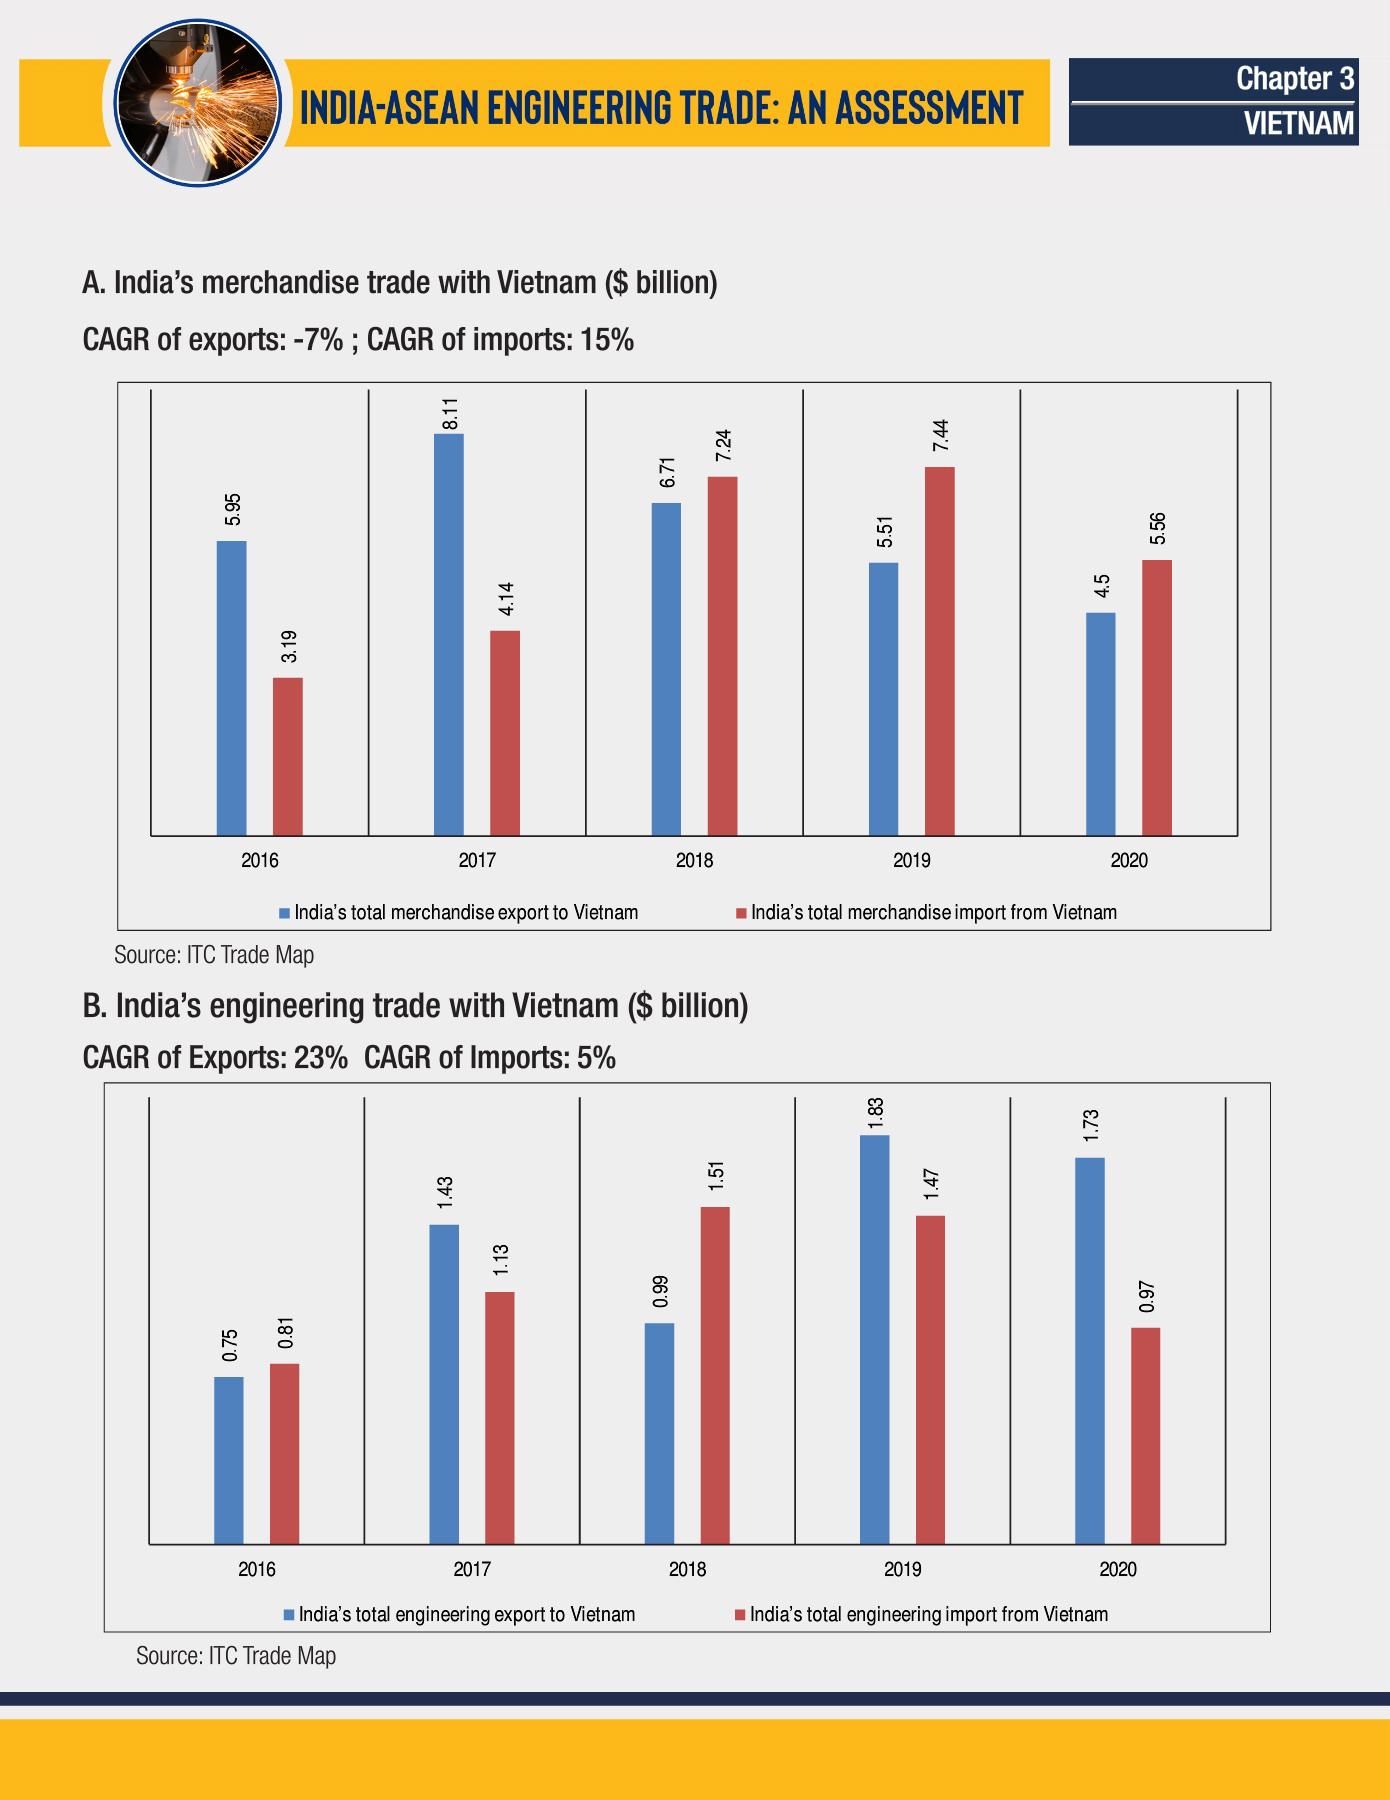 INDIA-ASEAN ENGINEERING TRADE: AN ASSESSMENT
Chapter 3
VIETNAM
A. India’s merchandise trade with Vietnam ($ billion)
CAGR of exports: -7% ; CAGR of imports: 15%
5.95
3.19
8.11
4.14
6.71
7.24
5.51
7.44
4.5
5.56
2016 2017 2018 2019 2020
India’s total merchandise export to Vietnam India’s total merchandise import from Vietnam
Source: ITC Trade Map
B. India’s engineering trade with Vietnam ($ billion)
CAGR of Exports: 23% CAGR of Imports: 5%
0.75
0.81
1.43
1.13
0.99
1.51
1.83
1.47
1.73
0.97
2016 2017 2018 2019 2020
India’s total engineering export to Vietnam India’s total engineering import from Vietnam
Source: ITC Trade Map